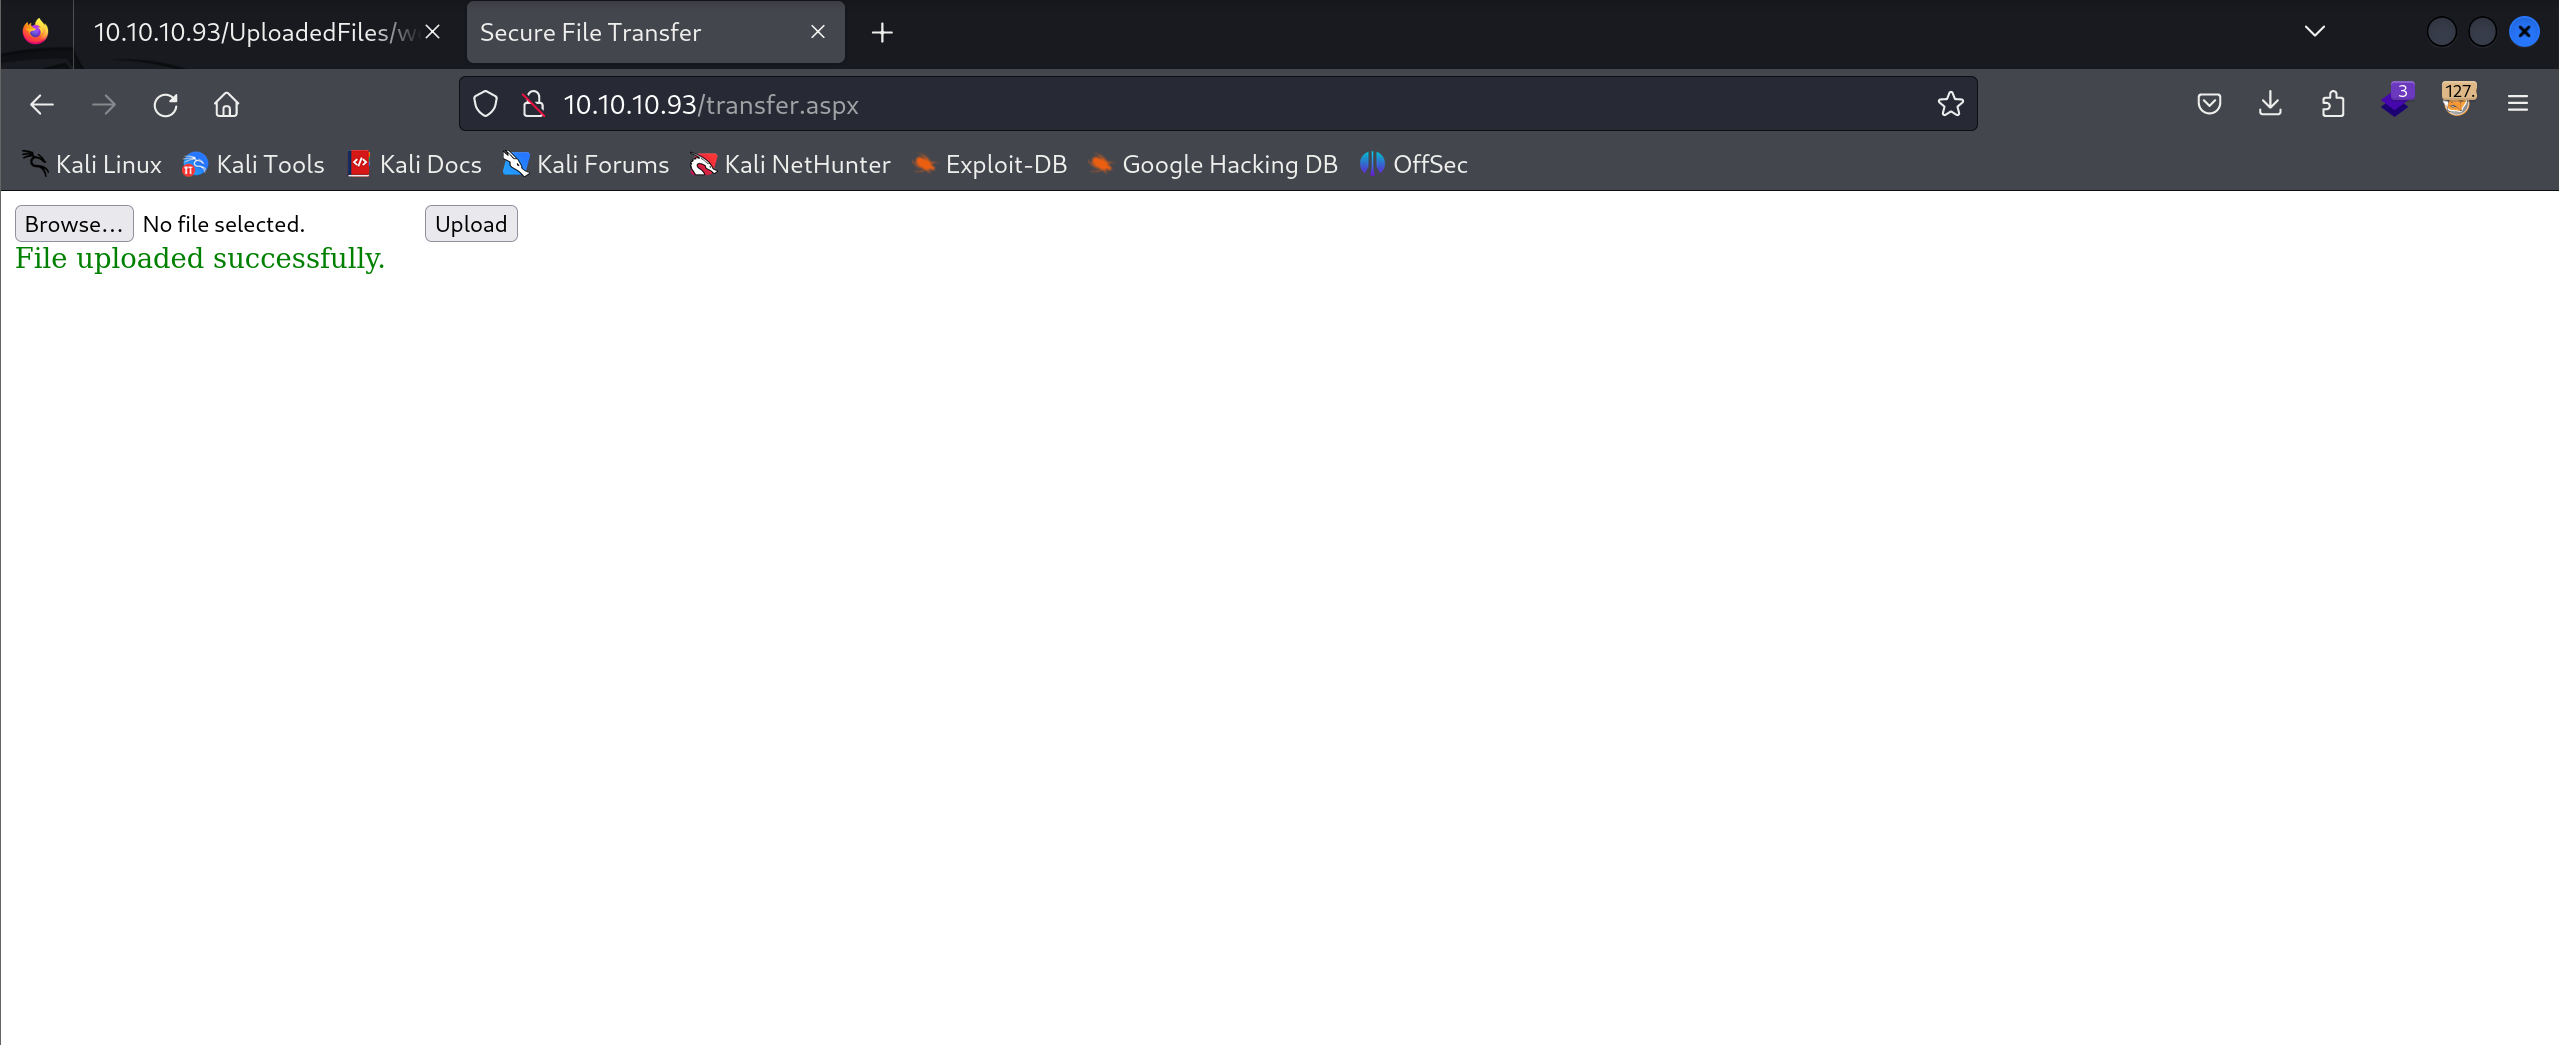 10.10.10.93/UploadedFiles/w
Secure File Transfer
10.10.10.93/transfer.aspx
3
127.
Kali Linux
11
Kali Tools
Kali Docs
Kali Forums
Kali NetHunter
Exploit-DB
Google Hacking DB
OffSec
Browse...
No file selected.
Upload
File uploaded successfully.